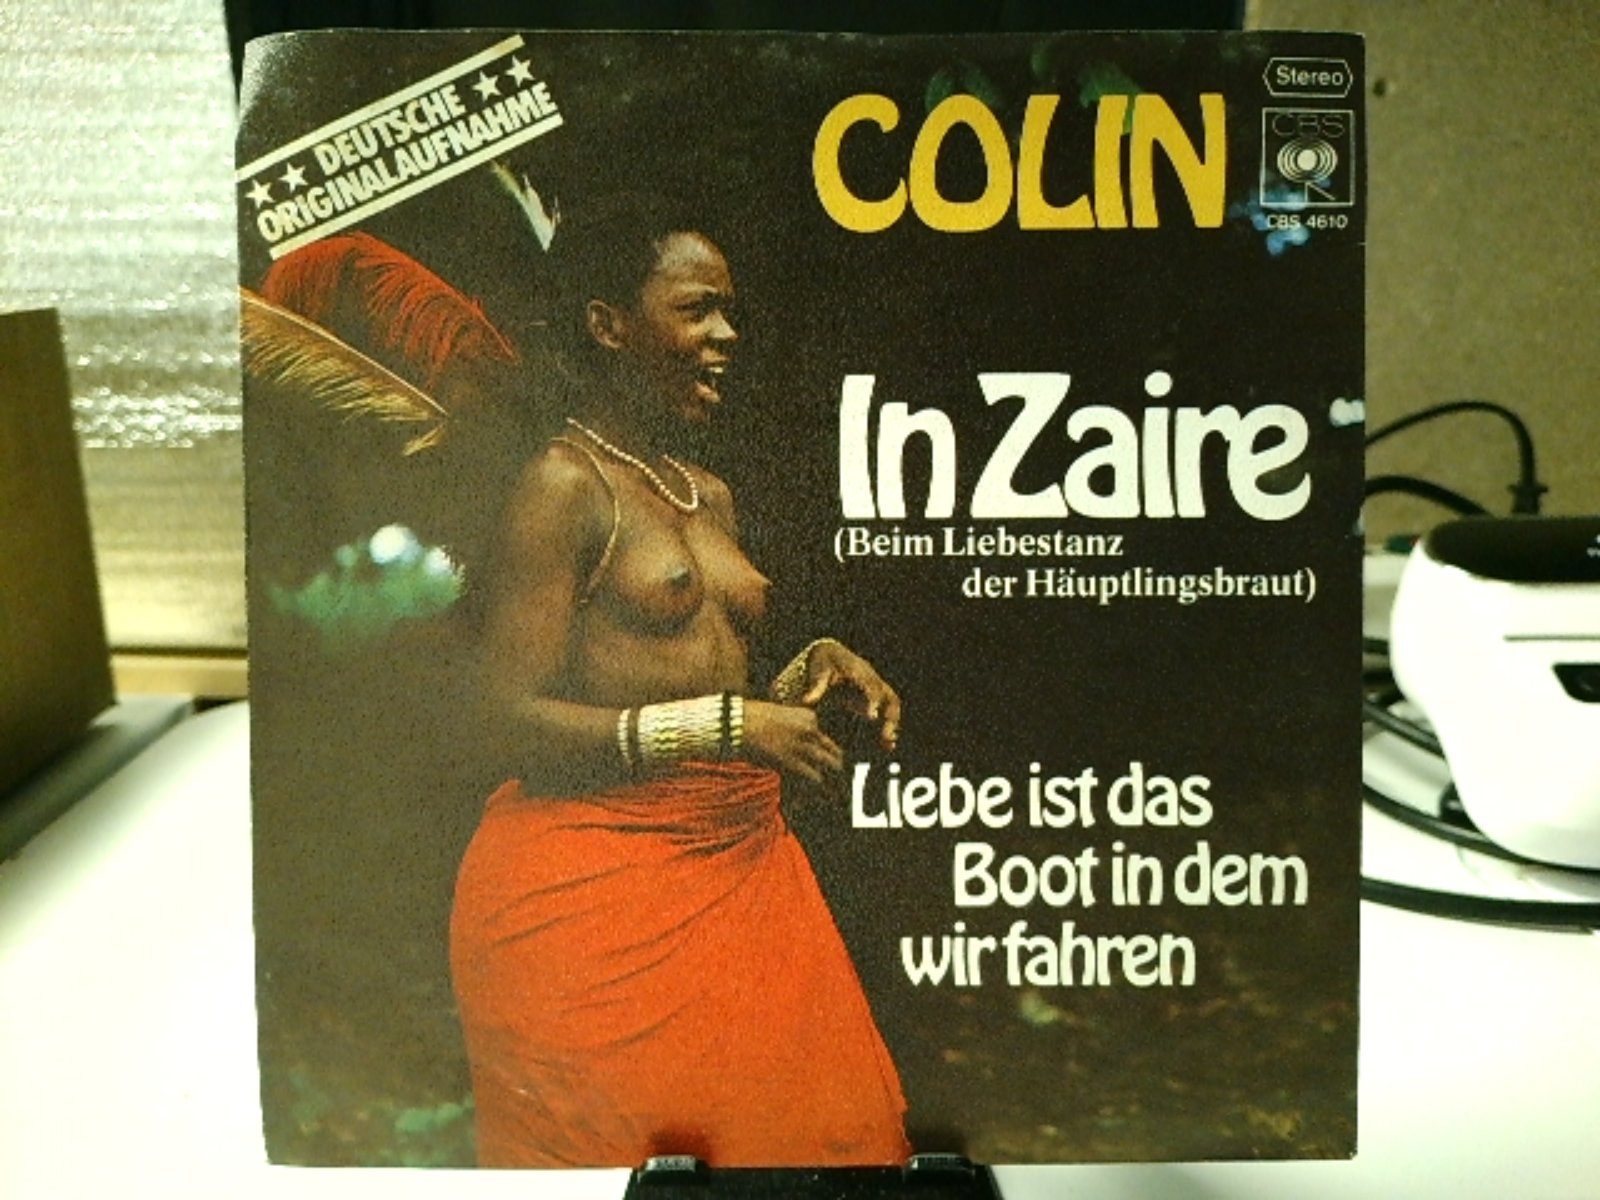 ★★ DEUTSCHE ★★
ORIGINALAUFNAHME
COLIN
Stereo
CBS
CBS 4610
In Zaire
(Beim Liebestanz
der Häuptlingsbraut)
Liebe ist das
Boot in dem
wir fahren